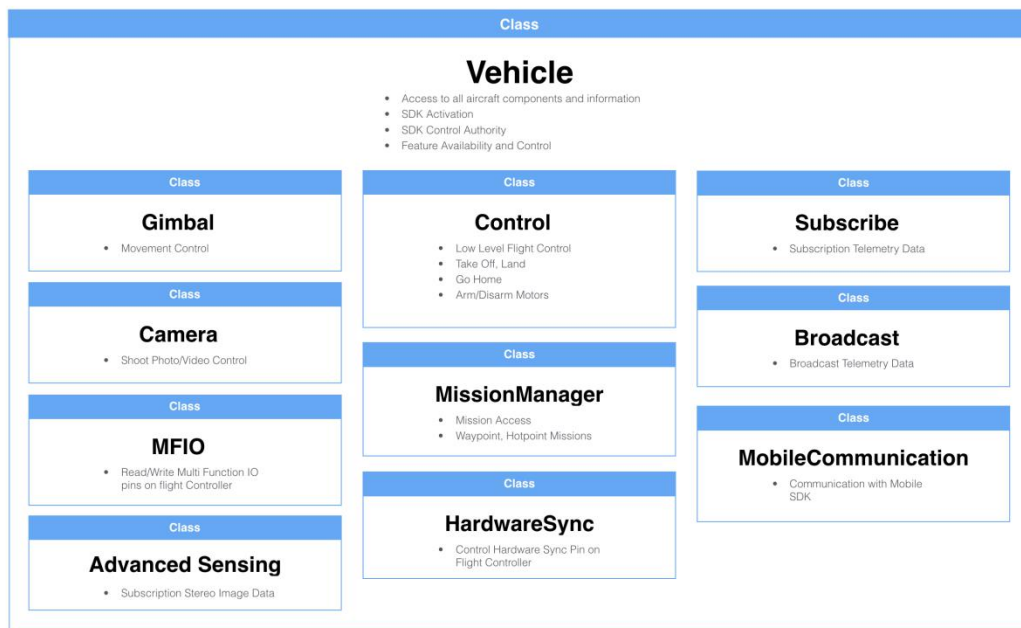 Class
Vehicle
• Access to all aircraft components and information
• SDK Activation
• SDK Control Authority
• Feature Availability and Control
Class
Gimbal
• Movement Control
Class
Camera
• Shoot Photo/Video Control
Class
MFIO
• Read/Write Multi Function IO
pins on flight Controller
Class
Advanced Sensing
• Subscription Stereo Image Data
Class
Control
• Low Level Flight Control
• Take Off, Land
• Go Home
• Arm/Disarm Motors
Class
MissionManager
• Mission Access
• Waypoint, Hotpoint Missions
Class
HardwareSync
• Control Hardware Sync Pin on
Flight Controller
Class
Subscribe
• Subscription Telemetry Data
Class
Broadcast
• Broadcast Telemetry Data
Class
MobileCommunication
• Communication with Mobile
SDK